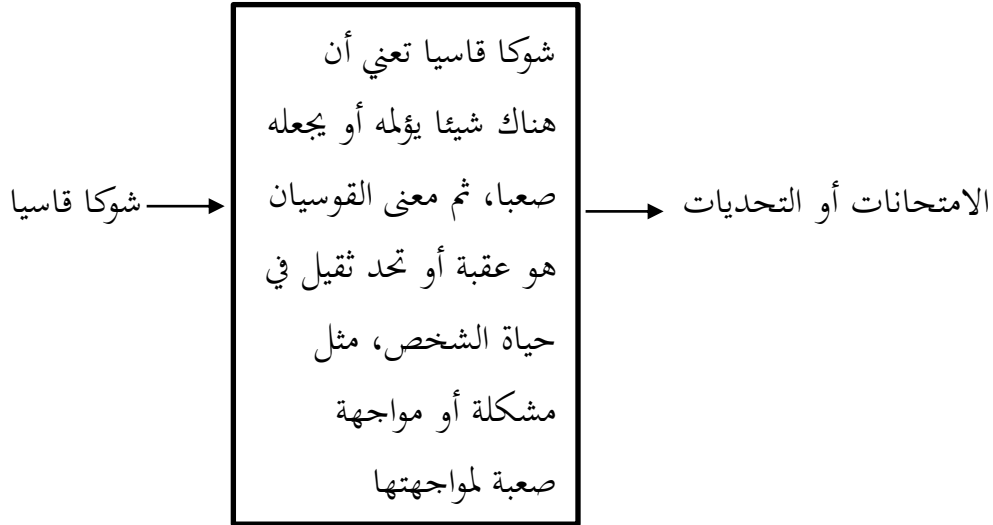 شوكا قاسيا
شوكا قاسيا تعني أن
هناك شيئا يؤلمه أو يجعله
صعبا، ثم معنى القوسيان
هو عقبة أو تحد ثقيل في
حياة الشخص، مثل
مشكلة أو مواجهة
صعبة لمواجهتها
الامتحانات أو التحديات